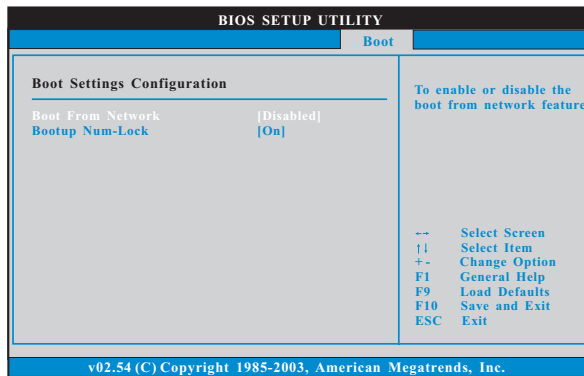 BIOS SETUP UTILITY
Boot
Boot Settings Configuration
Boot From Network [Disabled]
Bootup Num-Lock [On]
To enable or disable the
boot from network feature
←→ Select Screen
↑↓ Select Item
+ - Change Option
F1 General Help
F9 Load Defaults
F10 Save and Exit
ESC Exit
v02.54 (C) Copyright 1985-2003, American Megatrends, Inc.